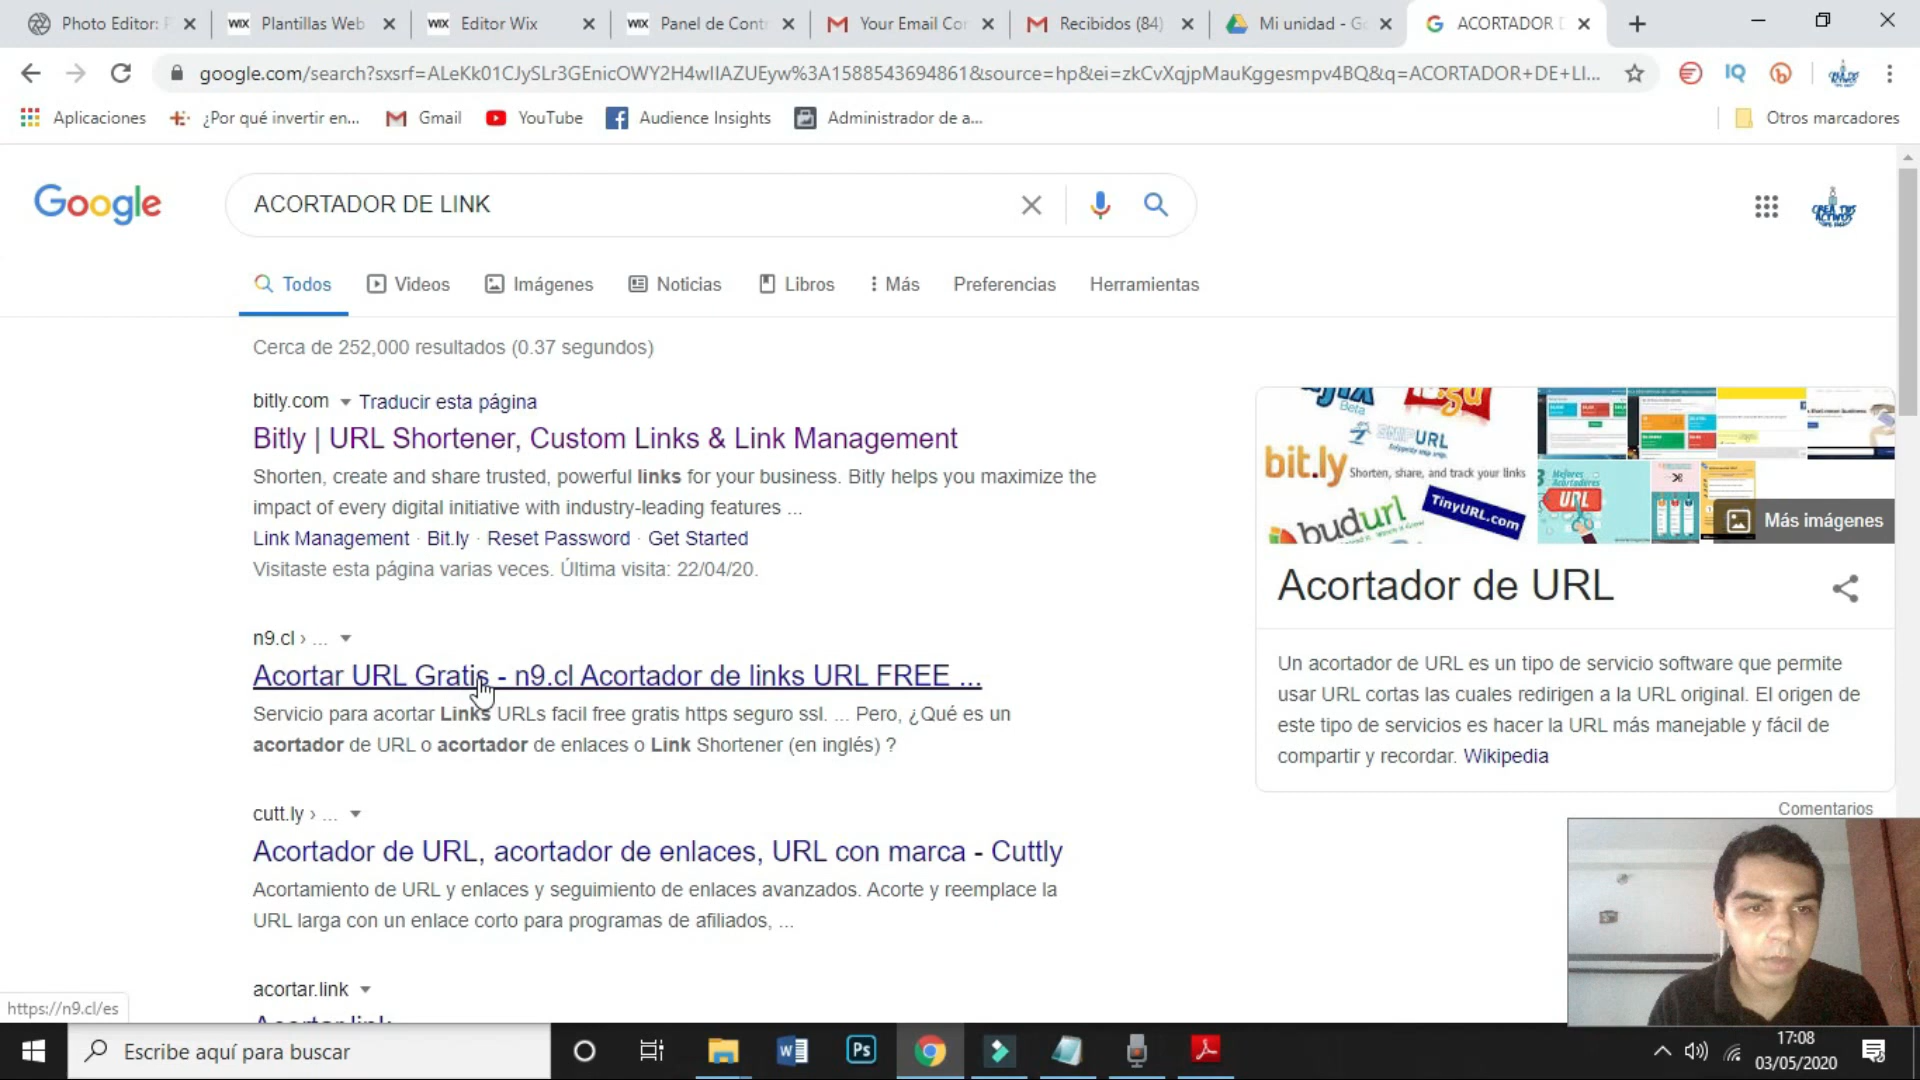 Photo Editor:
WIX Plantillas Web
WIX Editor Wix
WIX Panel de Cont
Your Email Co
Recibidos (84)
Mi unidad - G
ACORTADOR
google.com/search?sxsrf=ALeKk01CJySLr3GEnicOWY2H4wIIAZUEyw%3A1588543694861&source=hp&ei=zkCvXqjpMauKggesmpv4BQ&q=ACORTADOR+DE+LI...
Aplicaciones
¿Por qué invertir en...
Gmail
YouTube
Audience Insights
Administrador de a...
Otros marcadores
Google
ACORTADOR DE LINK
CREA TUS ACTIVOS
Todos
Videos
Imágenes
Noticias
Libros
Más
Preferencias
Herramientas
Cerca de 252,000 resultados (0.37 segundos)
bitly.com Traducir esta página
Bitly | URL Shortener, Custom Links & Link Management
Shorten, create and share trusted, powerful links for your business. Bitly helps you maximize the
impact of every digital initiative with industry-leading features ...
Link Management · Bit.ly · Reset Password · Get Started
Visitaste esta página varias veces. Última visita: 22/04/20.
n9.cl › ...
Acortar URL Gratis - n9.cl Acortador de links URL FREE ...
Servicio para acortar Links URLs facil free gratis https seguro ssl. ... Pero, ¿Qué es un
acortador de URL o acortador de enlaces o Link Shortener (en inglés) ?
cutt.ly › ...
Acortador de URL, acortador de enlaces, URL con marca - Cuttly
Acortamiento de URL y enlaces y seguimiento de enlaces avanzados. Acorte y reemplace la
URL larga con un enlace corto para programas de afiliados, ...
acortar.link
Acortar.link
Beta
SNIPURL
bit.ly Shorten, share, and track your links
budurl
TinyURL.com
URL
Más imágenes
Acortador de URL
Un acortador de URL es un tipo de servicio software que permite
usar URL cortas las cuales redirigen a la URL original. El origen de
este tipo de servicios es hacer la URL más manejable y fácil de
compartir y recordar. Wikipedia
Comentarios
https://n9.cl/es
Escribe aquí para buscar
Ps
17:08
03/05/2020